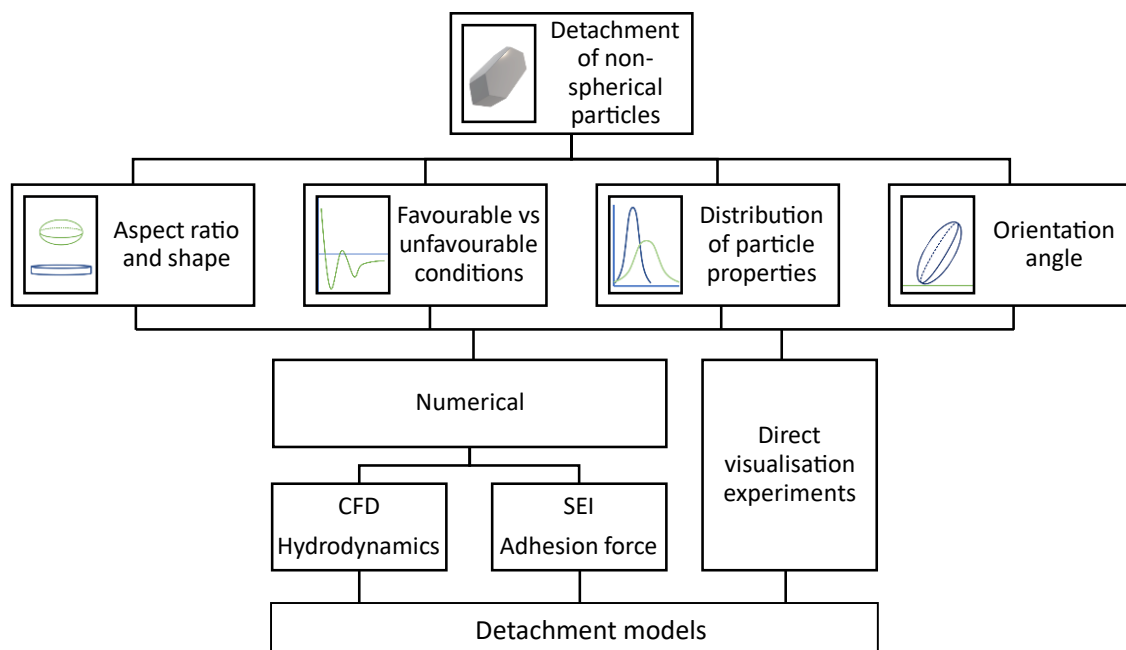 Detachment
of non-
spherical
particles
Aspect ratio
and shape
Favourable vs
unfavourable
conditions
Distribution
of particle
properties
Orientation
angle
Numerical
Direct
visualisation
experiments
CFD
Hydrodynamics
SEI
Adhesion force
Detachment models